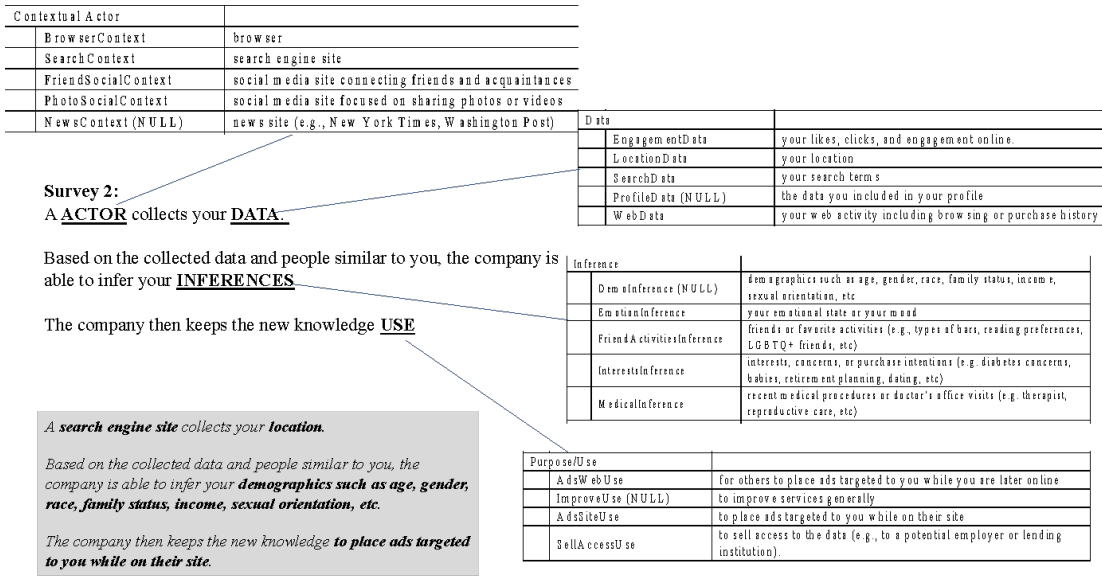 Contextual Actor
BrowserContext browser
SearchContext search engine site
FriendSocialContext social media site connecting friends and acquaintances
PhotoSocialContext social media site focused on sharing photos or videos
NewsContext (NULL) news site (e.g., New York Times, Washington Post)
Data
EngagementData your likes, clicks, and engagement online.
LocationData your location
SearchData your search terms
ProfileData (NULL) the data you included in your profile
WebData your web activity including browsing or purchase history
Survey 2:
A ACTOR collects your DATA.
Based on the collected data and people similar to you, the company is
able to infer your INFERENCES
The company then keeps the new knowledge USE
Inference
DemoInference (NULL) demographics such as age, gender, race, family status, income,
sexual orientation, etc
EmotionInference your emotional state or your mood
FriendActivitiesInference friends or favorite activities (e.g., types of bars, reading preferences,
LGBTQ+ friends, etc)
InterestsInference interests, concerns, or purchase intentions (e.g. diabetes concerns,
babies, retirement planning, dating, etc)
MedicalInference recent medical procedures or doctor's office visits (e.g. therapist,
reproductive care, etc)
A search engine site collects your location.
Based on the collected data and people similar to you, the
company is able to infer your demographics such as age, gender,
race, family status, income, sexual orientation, etc.
The company then keeps the new knowledge to place ads targeted
to you while on their site.
Purpose/Use
AdsWebUse for others to place ads targeted to you while you are later online
ImproveUse (NULL) to improve services generally
AdsSiteUse to place ads targeted to you while on their site
SellAccessUse to sell access to the data (e.g., to a potential employer or lending
institution).